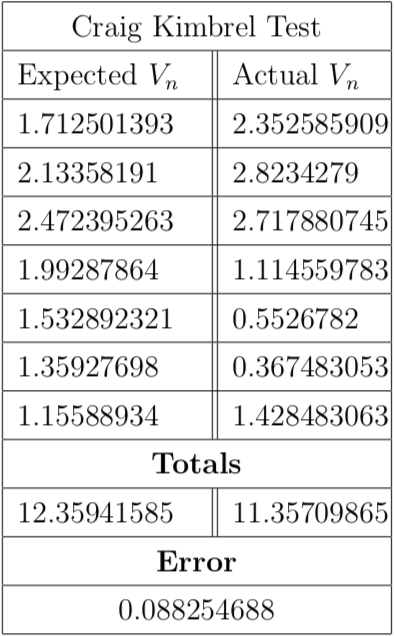 Craig Kimbrel Test
Expected Vn Actual Vn
1.712501393 2.352585909
2.13358191 2.8234279
2.472395263 2.717880745
1.99287864 1.114559783
1.532892321 0.5526782
1.35927698 0.367483053
1.15588934 1.428483063
Totals
12.35941585 11.35709865
Error
0.088254688